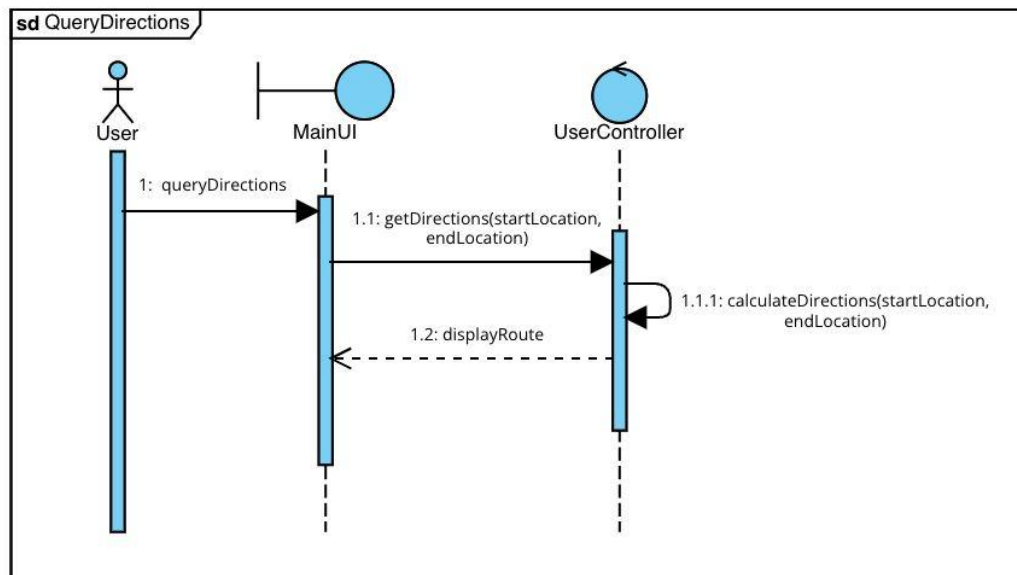 sd QueryDirections
User
MainUI
UserController
1: queryDirections
1.1: getDirections(startLocation,
endLocation)
1.1.1: calculateDirections(startLocation,
endLocation)
1.2: displayRoute